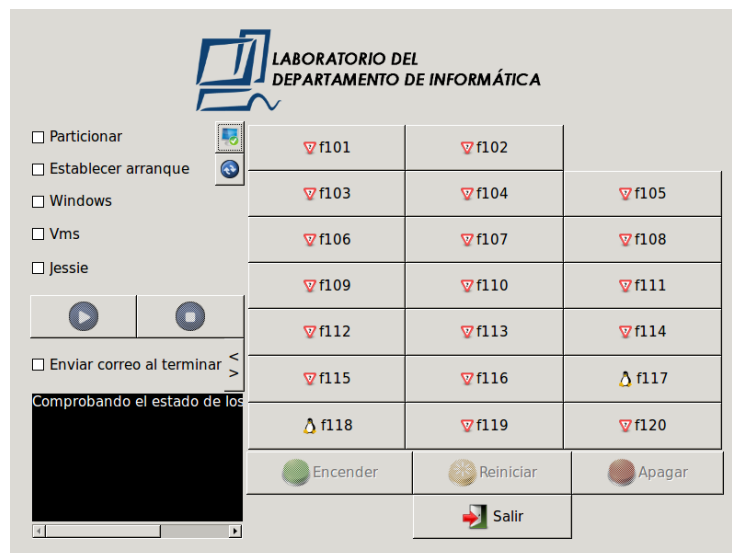 LABORATORIO DEL
DEPARTAMENTO DE INFORMÁTICA
Particionar
Establecer arranque
Windows
Vms
Jessie
Enviar correo al terminar
<
>
Comprobando el estado de los
f101
f102
f103
f104
f105
f106
f107
f108
f109
f110
f111
f112
f113
f114
f115
f116
f117
f118
f119
f120
Encender
Reiniciar
Apagar
Salir